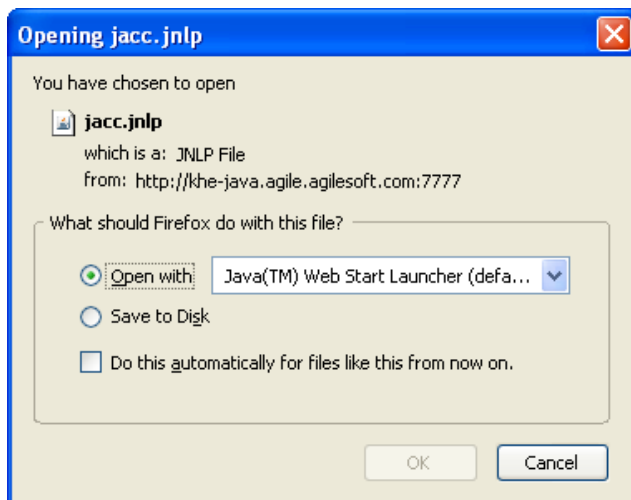 Opening jacc.jnlp
You have chosen to open
jacc.jnlp
which is a: JNLP File
from: http://khe-java.agile.agilesoft.com:7777
What should Firefox do with this file?
Open with Java(TM) Web Start Launcher (defa...
Save to Disk
Do this automatically for files like this from now on.
OK Cancel